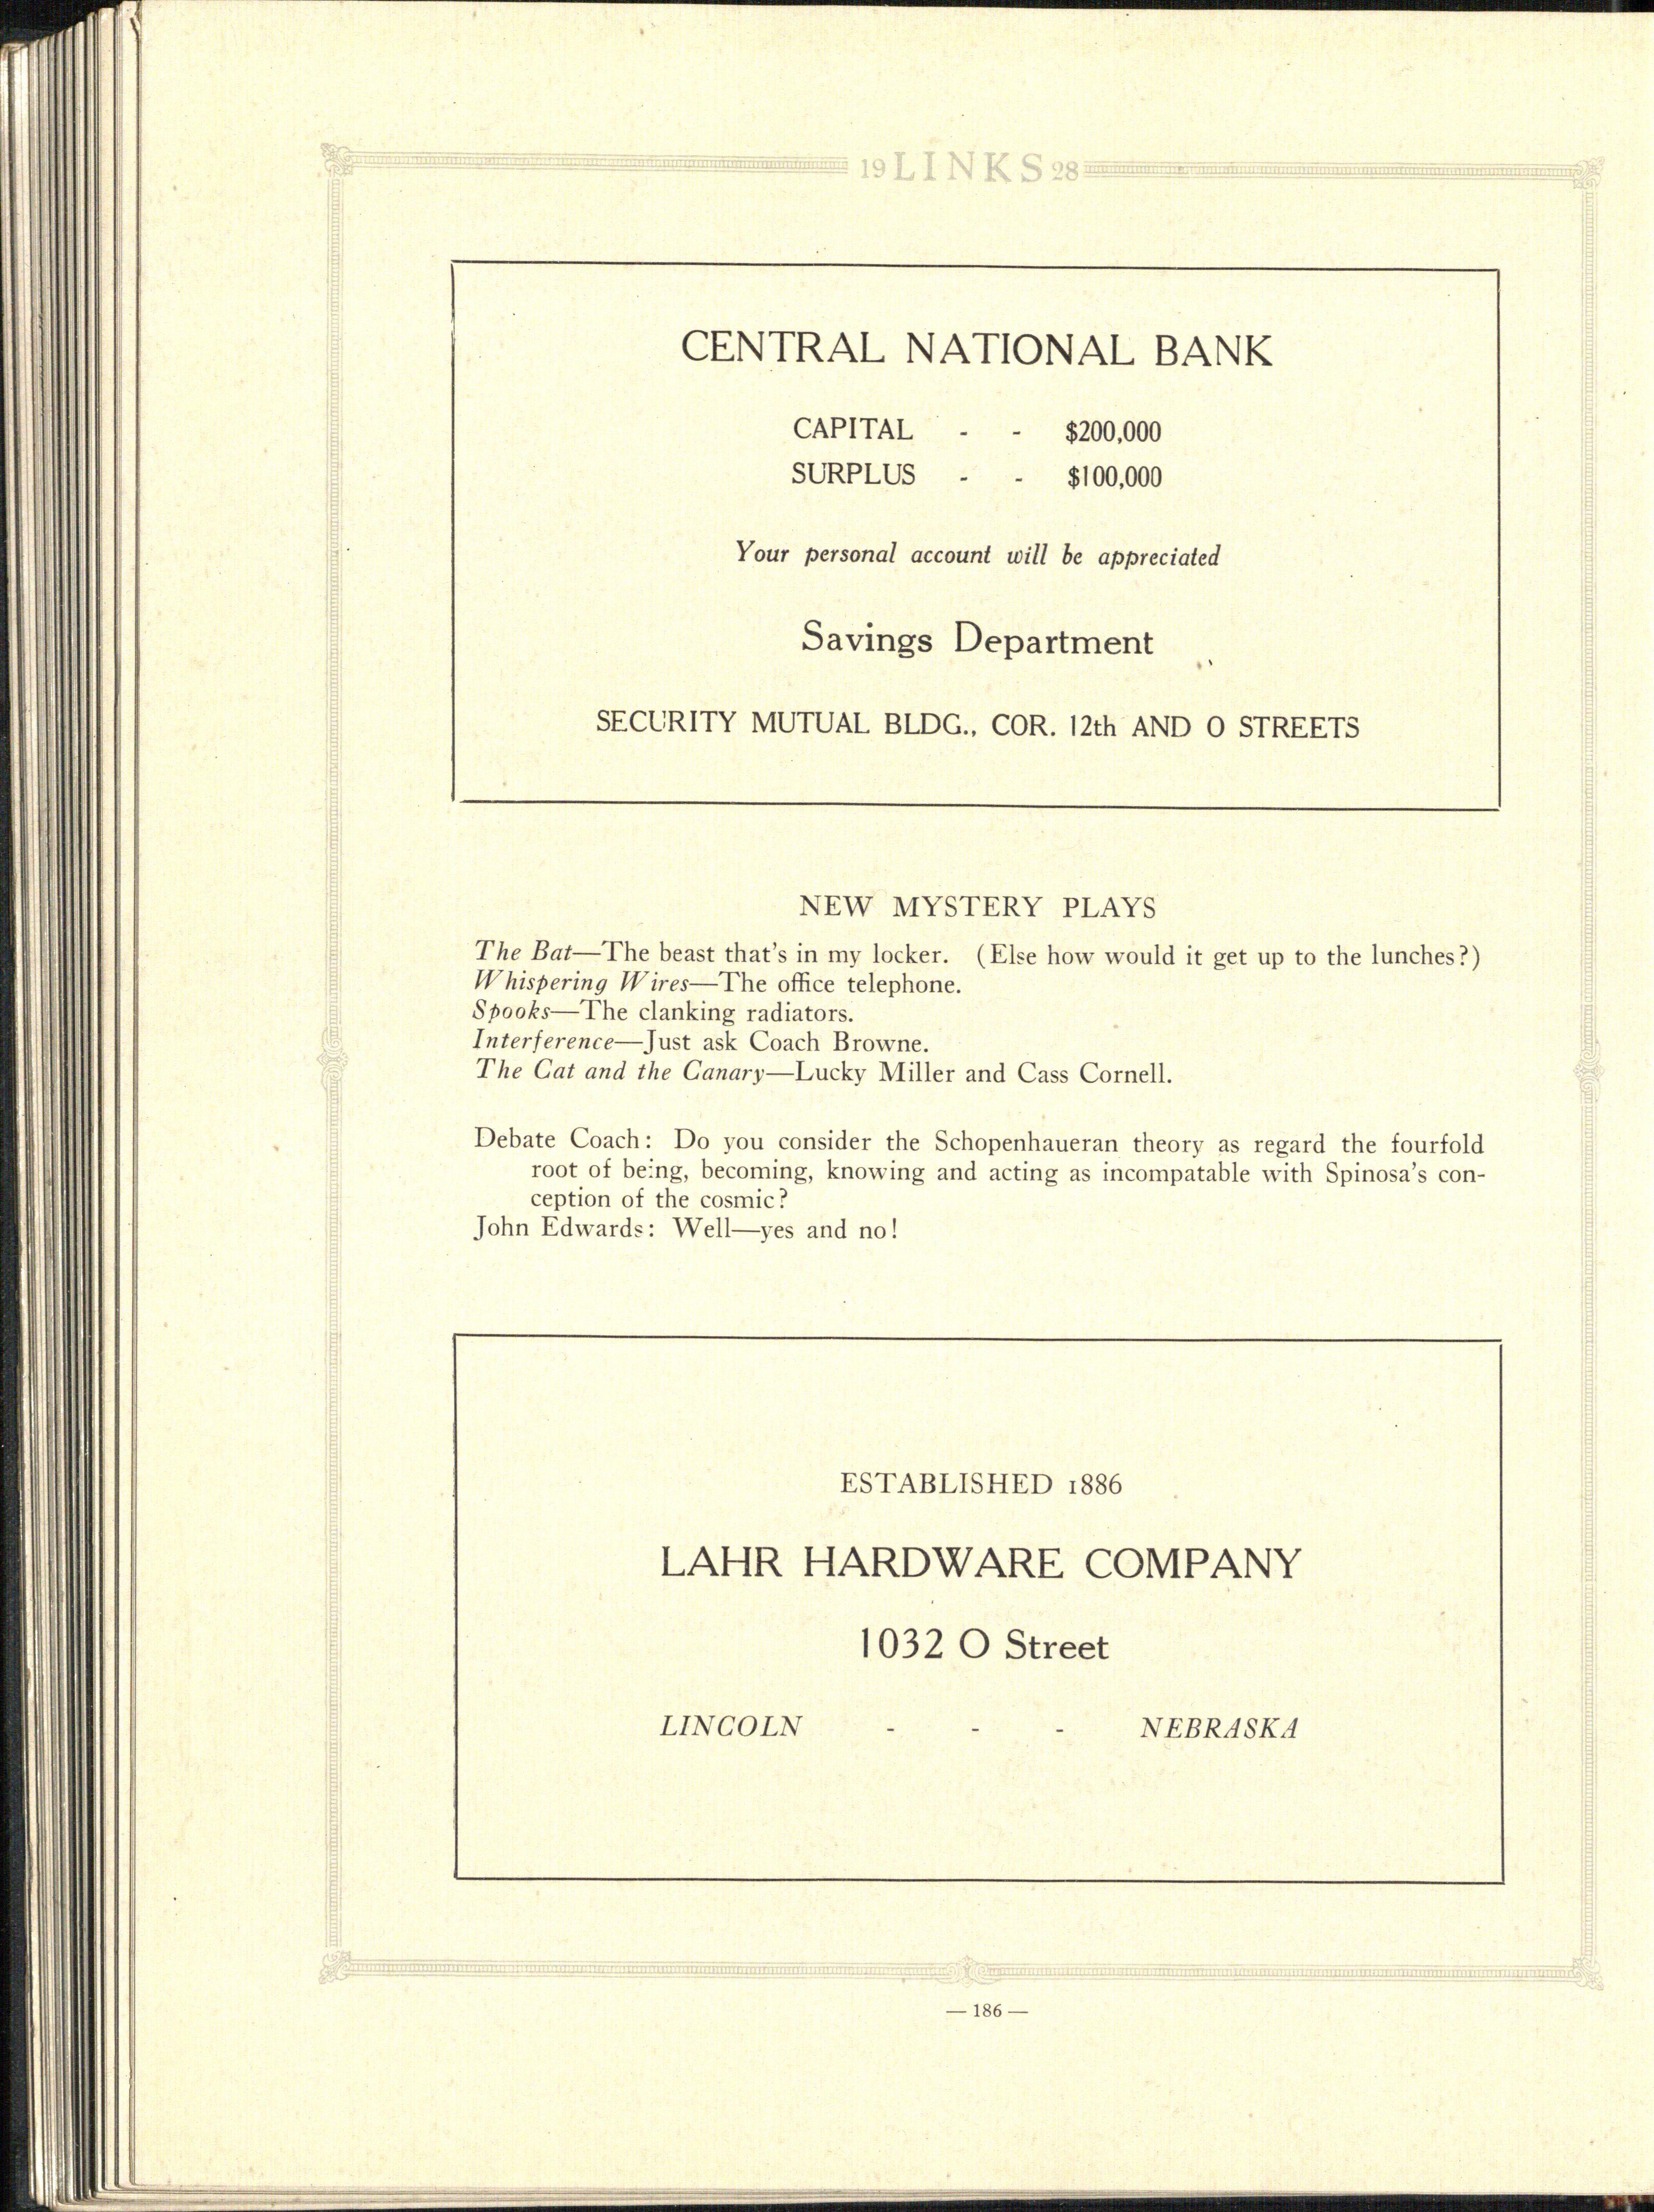 19 LINKS 28
CENTRAL NATIONAL BANK
CAPITAL - - $200,000
SURPLUS - - $100,000
Your personal account will be appreciated
Savings Department
SECURITY MUTUAL BLDG., COR. 12th AND O STREETS
NEW MYSTERY PLAYS
The Bat—The beast that's in my locker. (Else how would it get up to the lunches?)
Whispering Wires—The office telephone.
Spooks—The clanking radiators.
Interference—Just ask Coach Browne.
The Cat and the Canary—Lucky Miller and Cass Cornell.
Debate Coach: Do you consider the Schopenhaueran theory as regard the fourfold
root of being, becoming, knowing and acting as incompatable with Spinosa's con-
ception of the cosmic?
John Edwards: Well—yes and no!
ESTABLISHED 1886
LAHR HARDWARE COMPANY
1032 O Street
LINCOLN - - - NEBRASKA
— 186 —